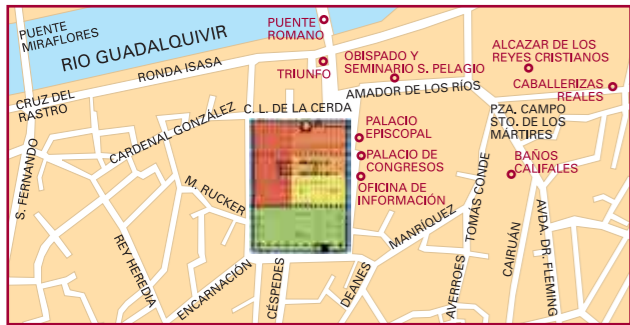 PUENTE
MIRAFLORES
RIO GUADALQUIVIR
PUENTE
ROMANO
TRIUNFO
RONDA ISASA
OBISPADO Y
SEMINARIO S. PELAGIO
ALCAZAR DE LOS
REYES CRISTIANOS
CABALLERIZAS
REALES
AMADOR DE LOS RÍOS
CRUZ DEL
RASTRO
C. L. DE LA CERDA
PZA. CAMPO
STO. DE LOS
MÁRTIRES
CARDENAL GONZÁLEZ
PALACIO
EPISCOPAL
PALACIO DE
CONGRESOS
OFICINA DE
INFORMACIÓN
BAÑOS
CALIFALES
S. FERNANDO
M. RUCKER
TOMÁS CONDE
MANRÍQUEZ
REY HEREDIA
ENCARNACIÓN
CÉSPEDES
DEANES
AVERROES
CAIRUÁN
AVDA. DR. FLEMING